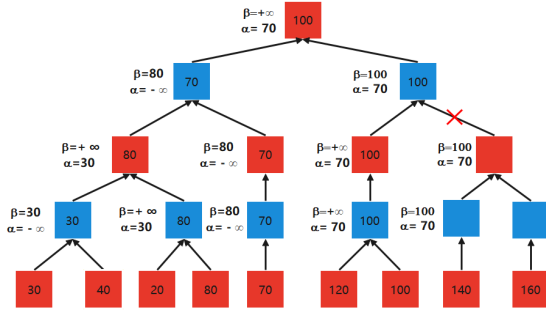 β=+∞
α= 70
100
β=80
α= - ∞
70
100
β=100
α= 70
β=+ ∞
α=30
80
β=80
α= - ∞
70
β=+∞
α= 70
100
β=100
α= 70
β=30
α= - ∞
30
β=+ ∞
α=30
80
β=80
α= - ∞
70
β=+∞
α= 70
100
β=100
α= 70
30
40
20
80
70
120
100
140
160